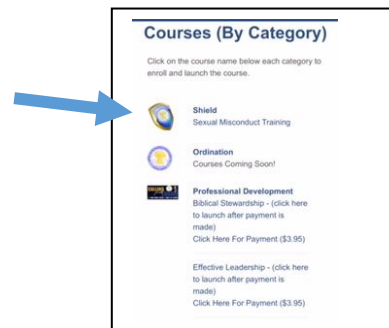 Courses (By Category)
Click on the course name below each category to
enroll and launch the course.
Shield
Sexual Misconduct Training
Ordination
Courses Coming Soon!
Professional Development
Biblical Stewardship - (click here
to launch after payment is
made)
Click Here For Payment ($3.95)
Effective Leadership - (click here
to launch after payment is
made)
Click Here For Payment ($3.95)